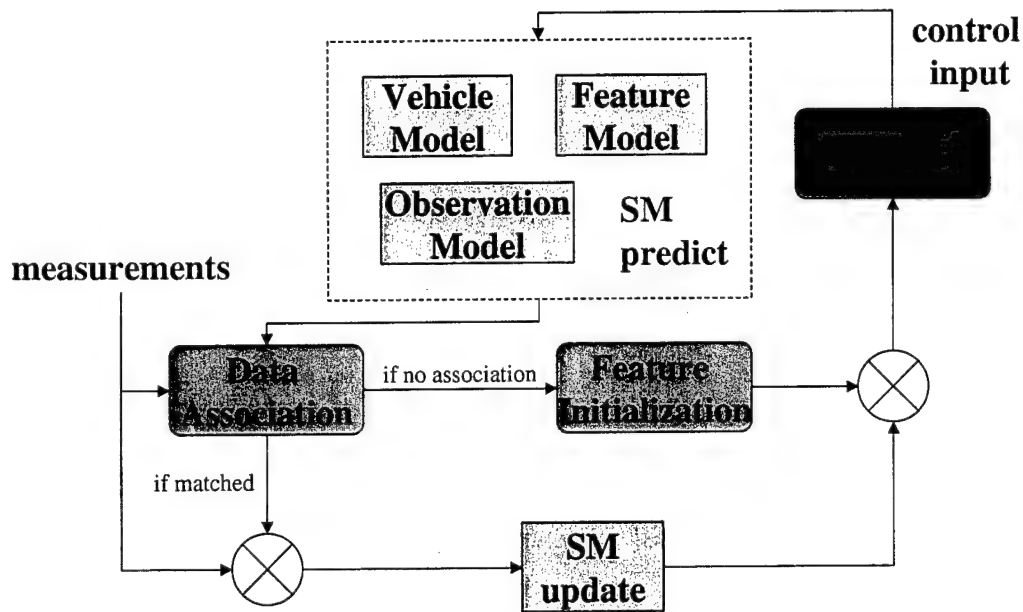 control
input
Vehicle
Model
Feature
Model
Observation
Model
SM
predict
measurements
Data
Association
if no association
Feature
Initialization
if matched
SM
update